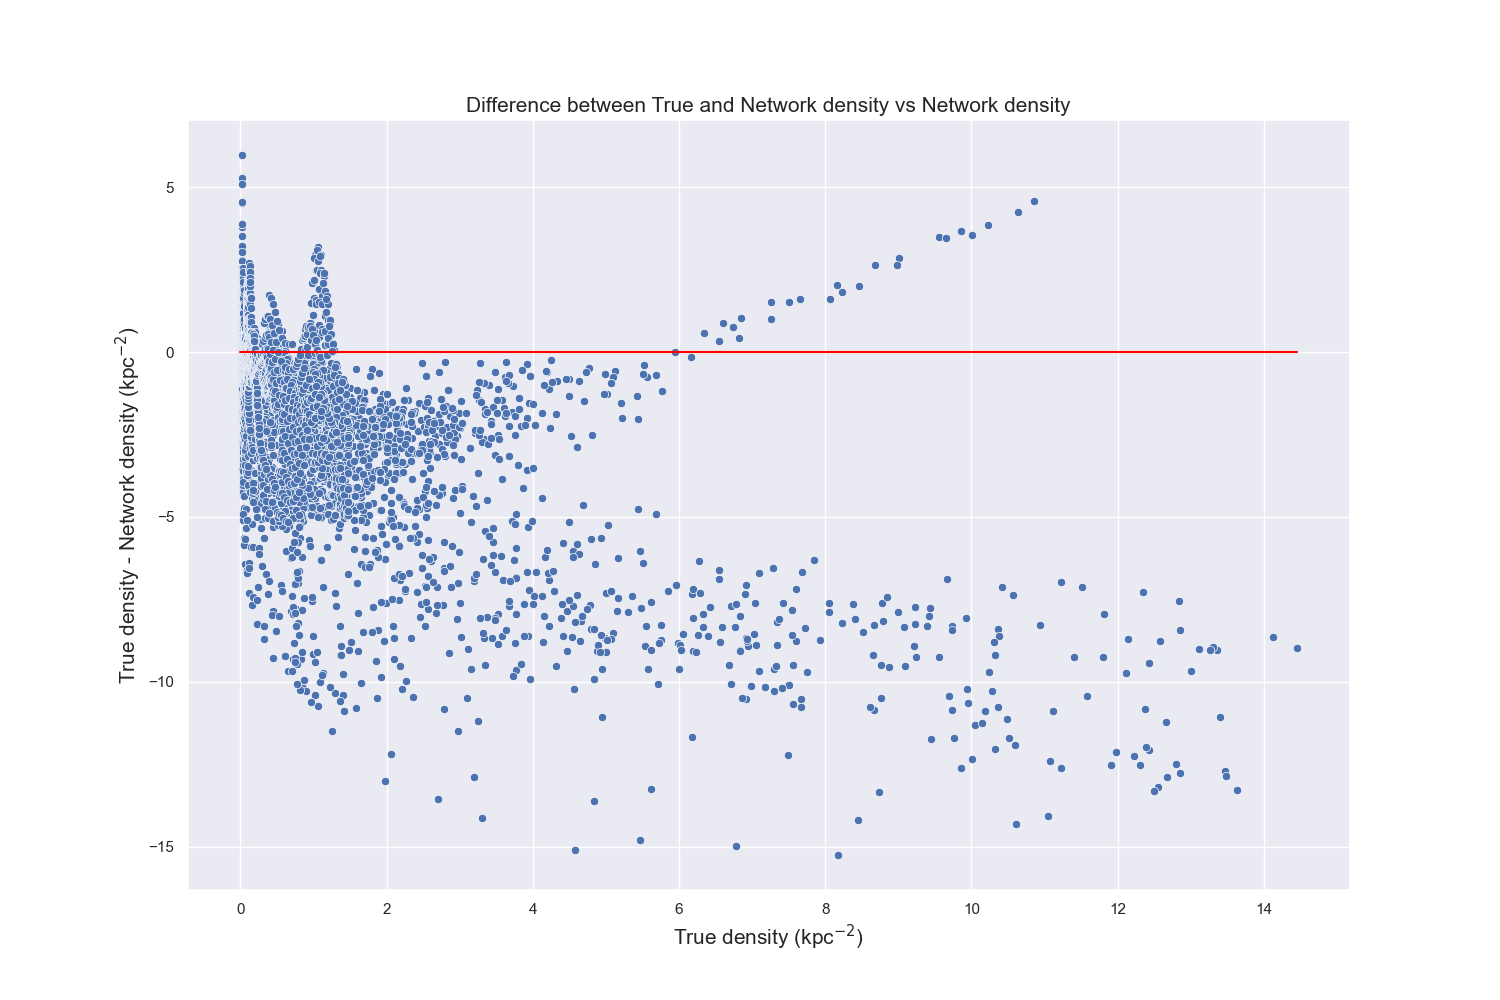 Difference between True and Network density vs Network density
True density - Network density (kpc⁻²)
5
0
−5
−10
−15
0 2 4 6 8 10 12 14
True density (kpc⁻²)